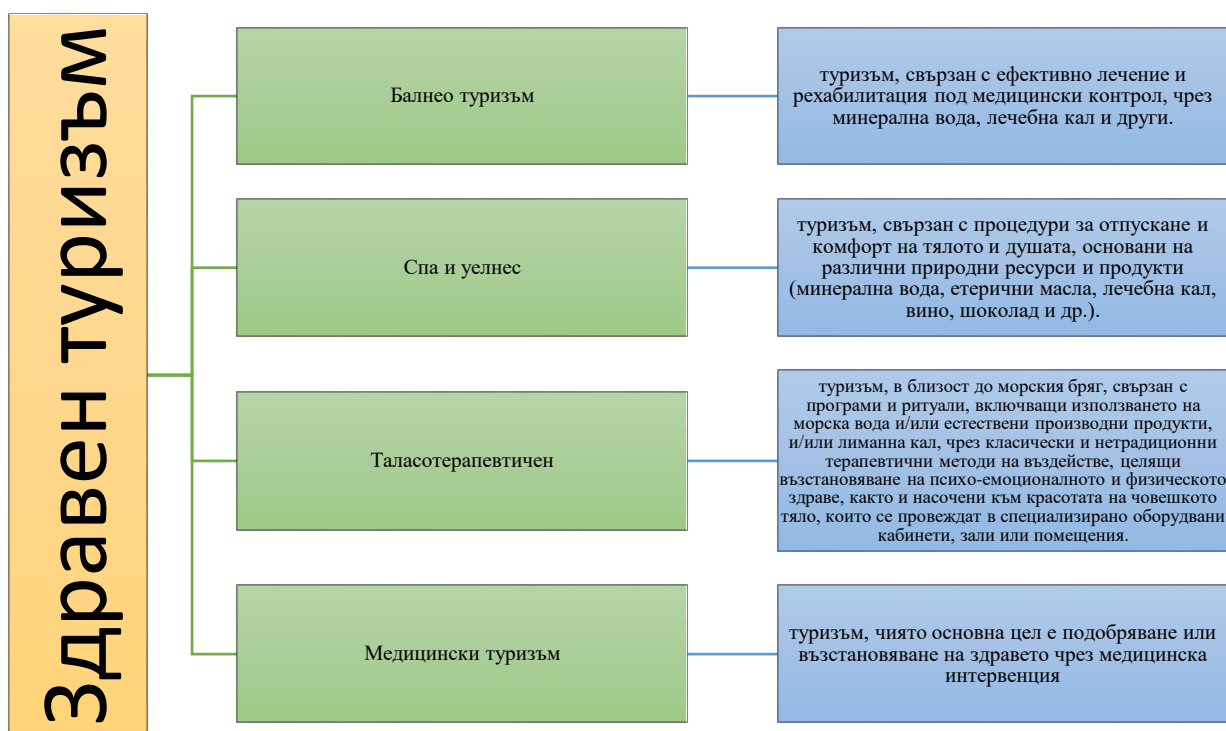 Здравен туризъм
Балнео туризъм
туризъм, свързан с ефективно лечение и
рехабилитация под медицински контрол, чрез
минерална вода, лечебна кал и други.
Спа и уелнес
туризъм, свързан с процедури за отпускане и
комфорт на тялото и душата, основани на
различни природни ресурси и продукти
(минерална вода, етерични масла, лечебна кал,
вино, шоколад и др.).
Таласотерапевтичен
туризъм, в близост до морския бряг, свързан с
програми и ритуали, включващи използването на
морска вода и/или естествени производни продукти,
и/или лиманна кал, чрез класически и нетрадиционни
терапевтични методи на въздействие, целящи
възстановяване на психо-емоционалното и физическото
здраве, както и насочени към красотата на човешкото
тяло, които се провеждат в специализирано оборудвани
кабинети, зали или помещения.
Медицински туризъм
туризъм, чиято основна цел е подобряване или
възстановяване на здравето чрез медицинска
интервенция